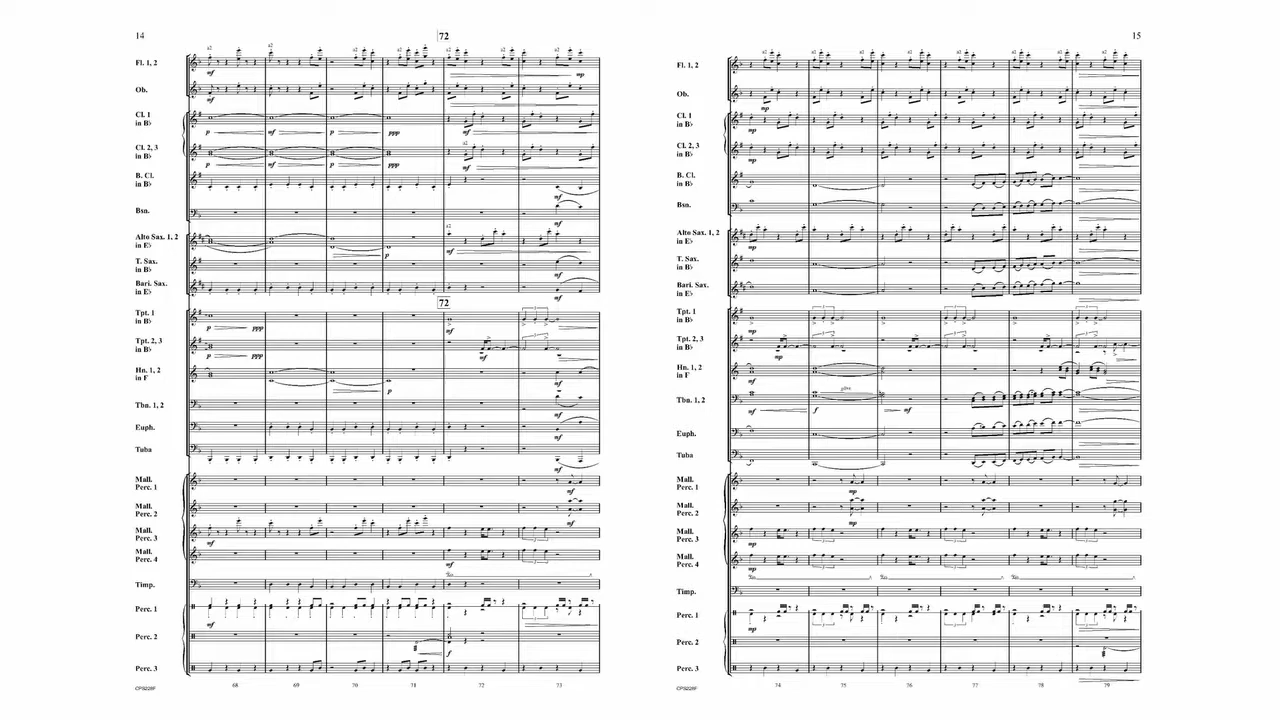 14
72
Fl. 1, 2
Ob.
Cl. 1
in B♭
Cl. 2, 3
in B♭
B. Cl.
in B♭
Bsn.
Alto Sax. 1, 2
in E♭
T. Sax.
in B♭
Bari. Sax.
in E♭
72
Tpt. 1
in B♭
Tpt. 2, 3
in B♭
Hn. 1, 2
in F
Tbn. 1, 2
Euph.
Tuba
Mall.
Perc. 1
Mall.
Perc. 2
Mall.
Perc. 3
Mall.
Perc. 4
Timp.
Perc. 1
Perc. 2
Perc. 3
CPS226F
68 69 70 71 72 73
15
Fl. 1, 2
Ob.
Cl. 1
in B♭
Cl. 2, 3
in B♭
B. Cl.
in B♭
Bsn.
Alto Sax. 1, 2
in E♭
T. Sax.
in B♭
Bari. Sax.
in E♭
Tpt. 1
in B♭
Tpt. 2, 3
in B♭
Hn. 1, 2
in F
Tbn. 1, 2
Euph.
Tuba
Mall.
Perc. 1
Mall.
Perc. 2
Mall.
Perc. 3
Mall.
Perc. 4
Timp.
Perc. 1
Perc. 2
Perc. 3
CPS226F
74 75 76 77 78 79